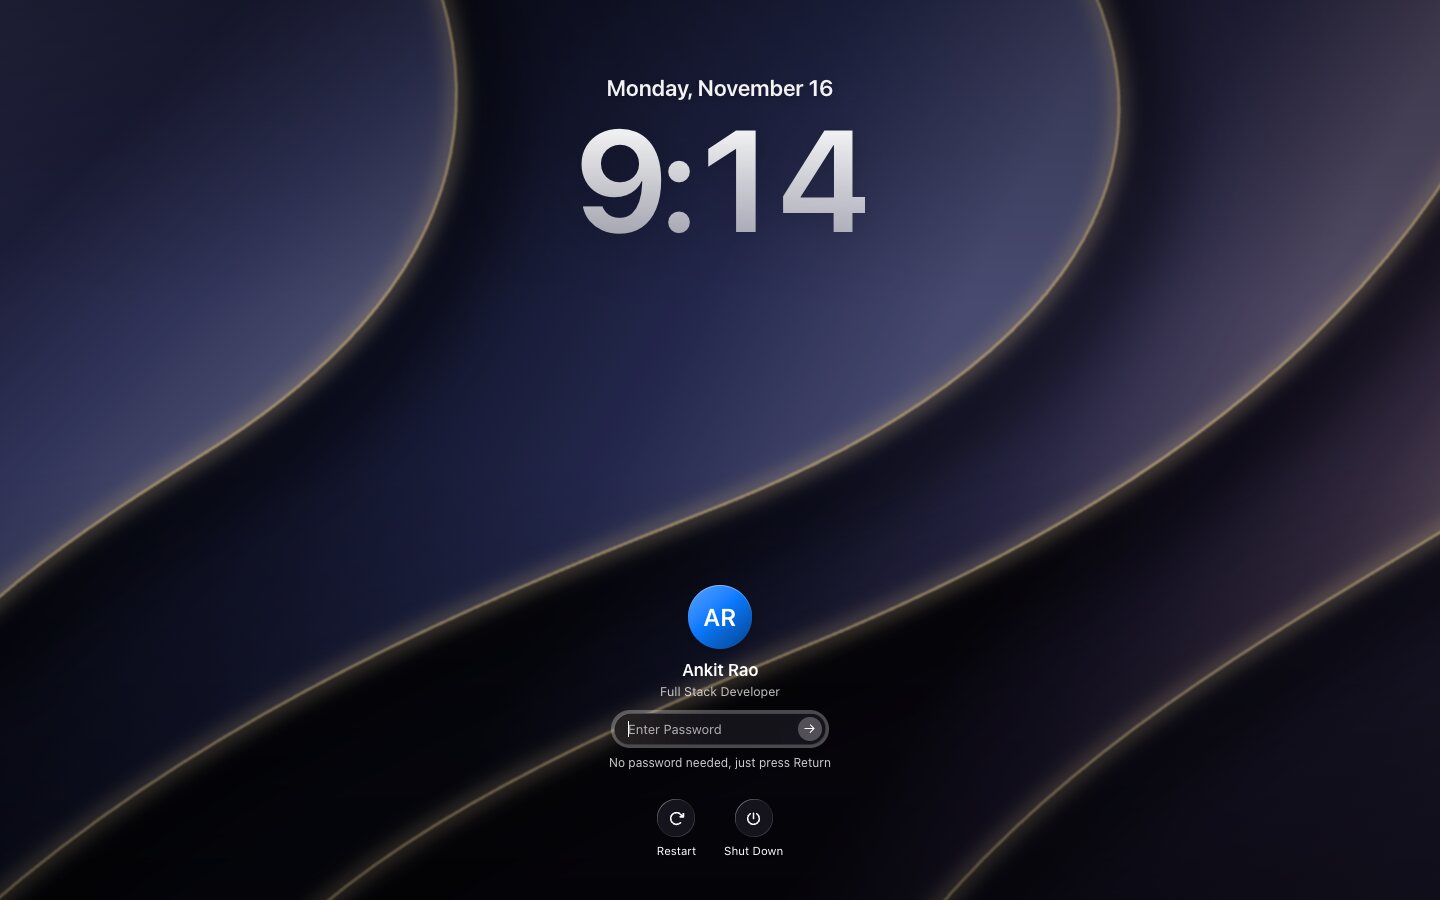 Monday, November 16
9:14
AR
Ankit Rao
Full Stack Developer
Enter Password
No password needed, just press Return
Restart
Shut Down